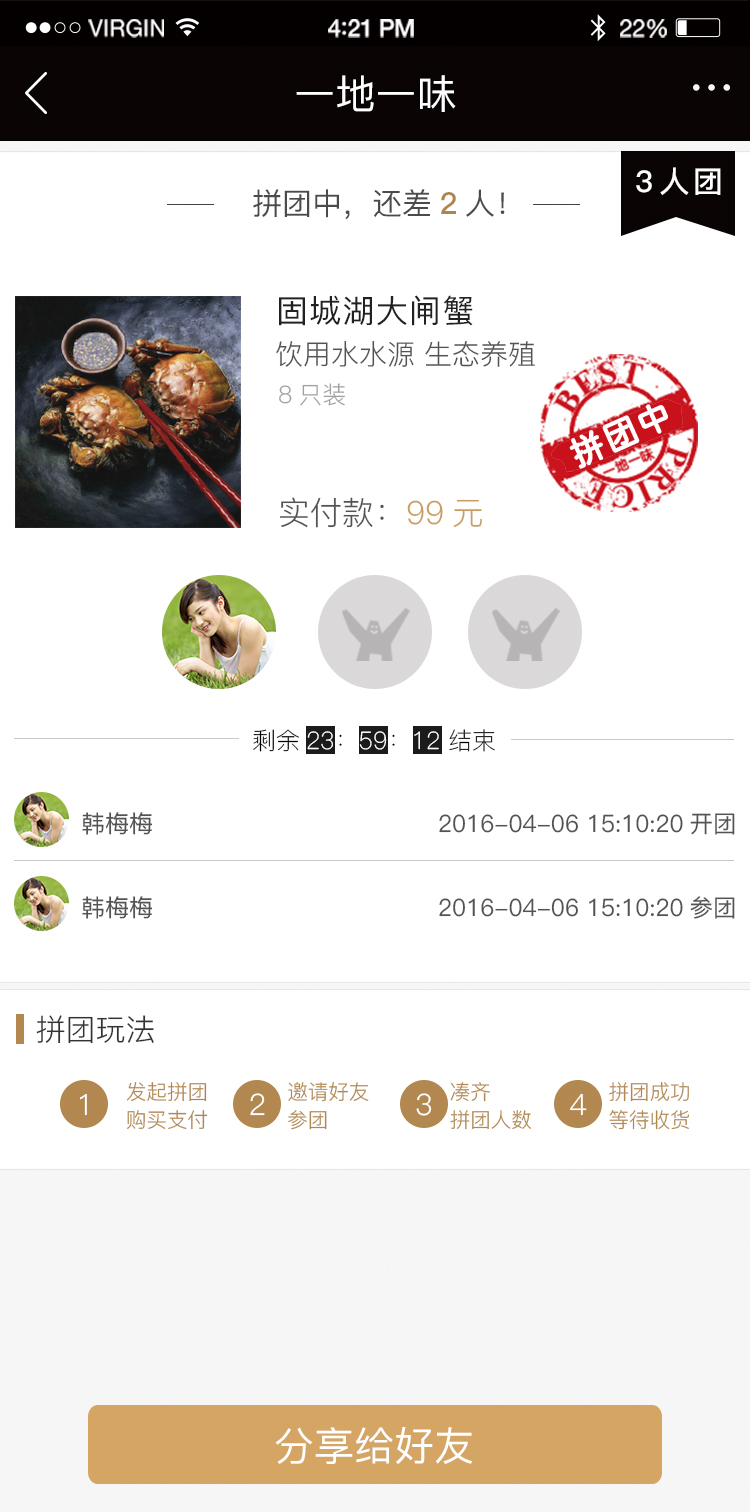 VIRGIN 4:21 PM 22%
一地一味
3人团
拼团中，还差 2 人！
固城湖大闸蟹
饮用水水源 生态养殖
8 只装
BEST
拼团中
一地一味
PRICE
实付款：99 元
剩余 23： 59： 12 结束
韩梅梅 2016-04-06 15:10:20 开团
韩梅梅 2016-04-06 15:10:20 参团
拼团玩法
1 发起拼团
购买支付
2 邀请好友
参团
3 凑齐
拼团人数
4 拼团成功
等待收货
分享给好友